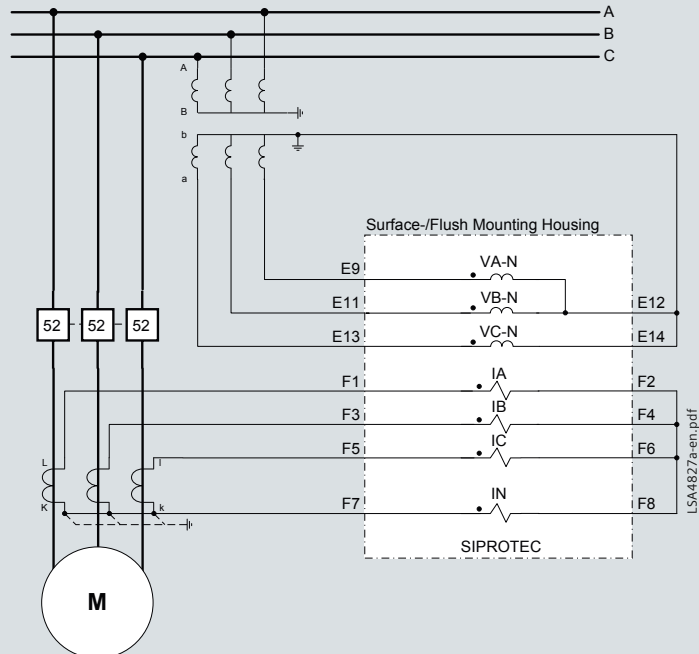 A
B
C
A
B
b
a
Surface-/Flush Mounting Housing
E9
VA-N
E11
VB-N
E12
E13
VC-N
E14
52
52
52
F1
IA
F2
F3
IB
F4
F5
IC
F6
L
l
K
k
F7
IN
F8
SIPROTEC
M
LSA4827a-en.pdf